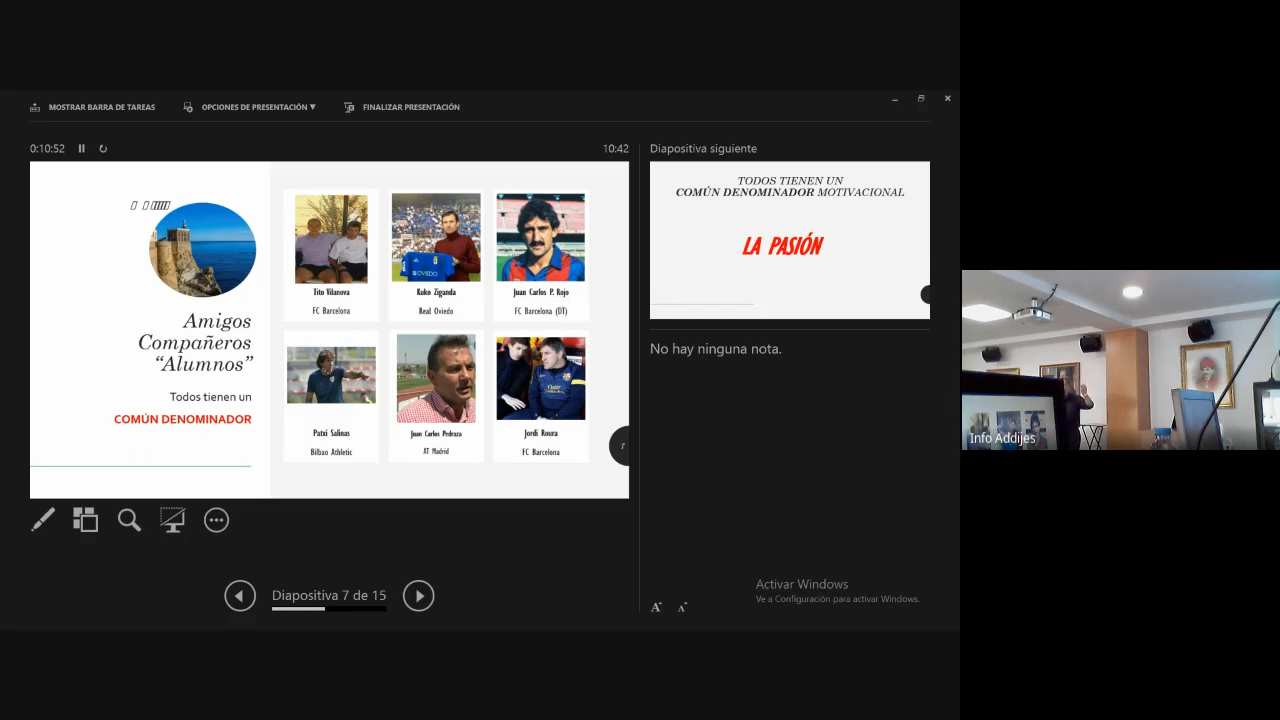 MOSTRAR BARRA DE TAREAS
OPCIONES DE PRESENTACIÓN ▼
FINALIZAR PRESENTACIÓN
0:10:52
10:42
Amigos
Compañeros
“Alumnos”
Todos tienen un
COMÚN DENOMINADOR
OVIEDO
Tito Vilanova
FC Barcelona
Kuko Ziganda
Real Oviedo
Juan Carlos P. Rojo
FC Barcelona (DT)
Patxi Salinas
Bilbao Athletic
Juan Carlos Pedraza
AT Madrid
Jordi Roura
FC Barcelona
7
Diapositiva siguiente
TODOS TIENEN UN
COMÚN DENOMINADOR MOTIVACIONAL
LA PASIÓN
No hay ninguna nota.
Diapositiva 7 de 15
Activar Windows
Ve a Configuración para activar Windows.
A A
Info Addijes